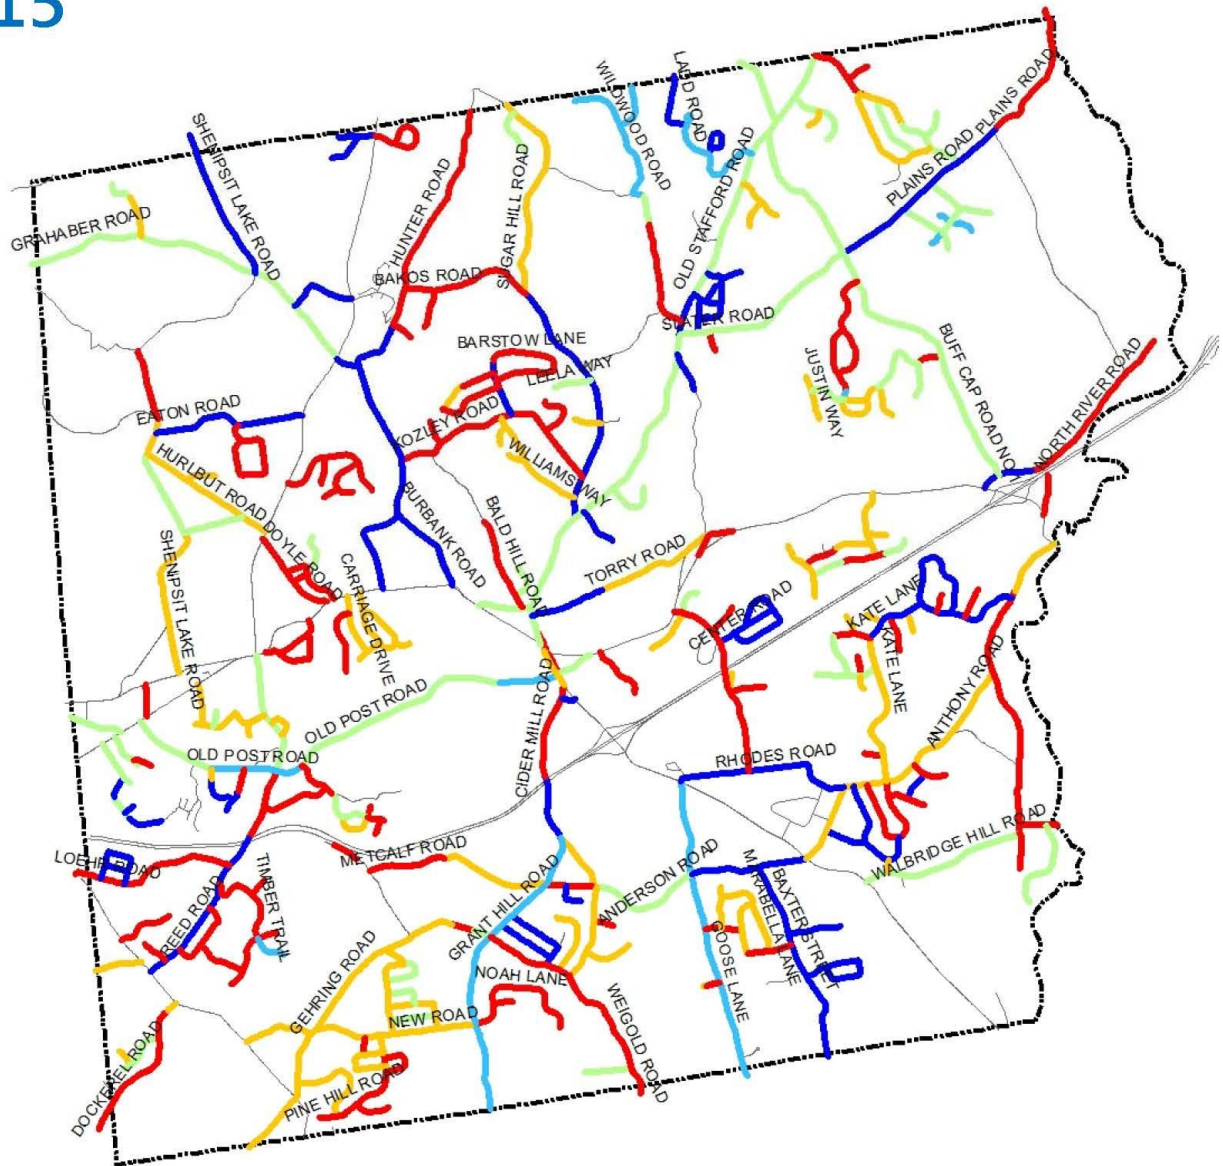 15
SHENIPSIT LAKE ROAD
WILDWOOD ROAD
LADD ROAD
PLAINS ROAD
PLAINS ROAD
GRAHABER ROAD
HUNTER ROAD
SUGAR HILL ROAD
OLD STAFFORD ROAD
BAKOS ROAD
SLATER ROAD
BARSTOW LANE
LEELA WAY
JUSTIN WAY
BUFF CAP ROAD NO
NORTH RIVER ROAD
EATON ROAD
KOZLEY ROAD
HURLBUT ROAD
WILLIAMS WAY
DOYLE ROAD
BURBANK ROAD
BALD HILL ROAD
SHENIPSIT LAKE ROAD
CARRIAGE DRIVE
TORRY ROAD
CENTER ROAD
KATE LANE
KATE LANE
ANTHONY ROAD
OLD POST ROAD
CIDER MILL ROAD
OLD POST ROAD
RHODES ROAD
LOEHR ROAD
METCALF ROAD
WALBRIDGE HILL ROAD
REED ROAD
TIMBER TRAIL
GRANT HILL ROAD
ANDERSON ROAD
MIRABELLA LANE
BAXTER STREET
GOOSE LANE
GEHRING ROAD
NOAH LANE
NEW ROAD
WEIGOLD ROAD
DOCKEREL ROAD
PINE HILL ROAD